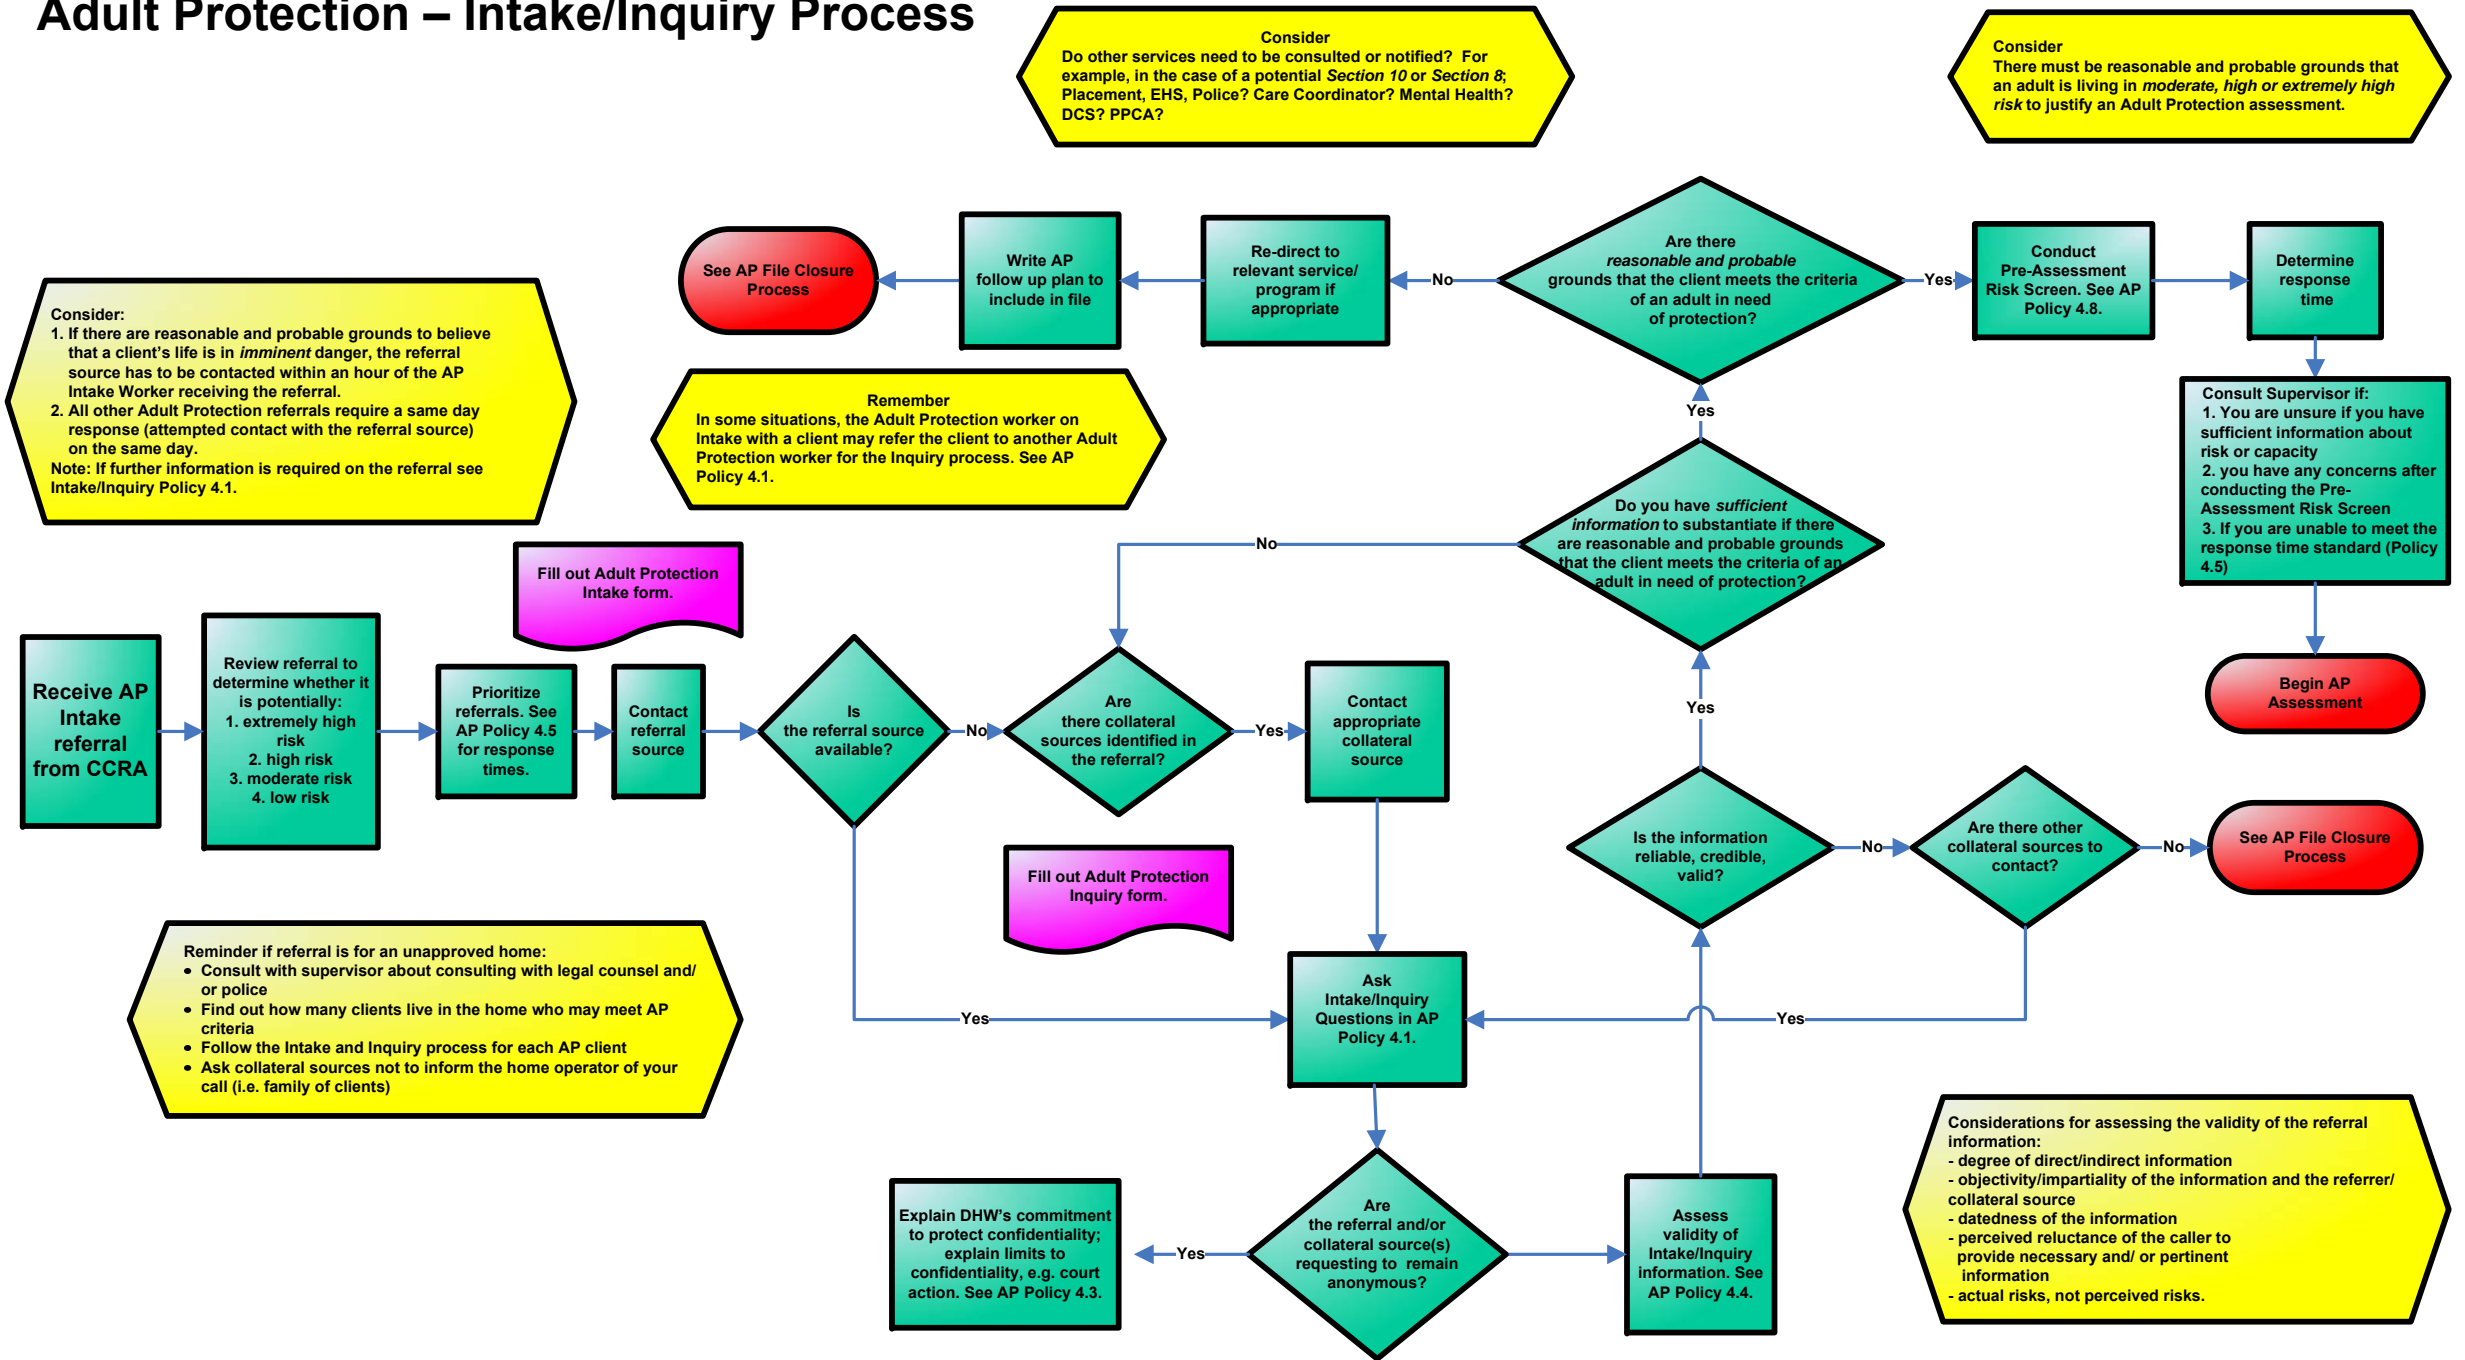 Adult Protection – Intake/Inquiry Process
Consider
Do other services need to be consulted or notified?  For
example, in the case of a potential Section 10 or Section 8;
Placement, EHS, Police? Care Coordinator? Mental Health?
DCS? PPCA?
Consider
There must be reasonable and probable grounds that
an adult is living in moderate, high or extremely high
risk to justify an Adult Protection assessment.
See AP File Closure
Process
Write AP
follow up plan to
include in file
Re-direct to
relevant service/
program if
appropriate
No
Are there
reasonable and probable
grounds that the client meets the criteria
of an adult in need
of protection?
Yes
Conduct
Pre-Assessment
Risk Screen. See AP
Policy 4.8.
Determine
response
time
Consider:
1. If there are reasonable and probable grounds to believe
that a client's life is in imminent danger, the referral
source has to be contacted within an hour of the AP
Intake Worker receiving the referral.
2. All other Adult Protection referrals require a same day
response (attempted contact with the referral source)
on the same day.
Note: If further information is required on the referral see
Intake/Inquiry Policy 4.1.
Remember
In some situations, the Adult Protection worker on
Intake with a client may refer the client to another Adult
Protection worker for the Inquiry process. See AP
Policy 4.1.
Yes
Consult Supervisor if:
1. You are unsure if you have
sufficient information about
risk or capacity
2. you have any concerns after
conducting the Pre-
Assessment Risk Screen
3. If you are unable to meet the
response time standard (Policy
4.5)
Do you have sufficient
information to substantiate if there
are reasonable and probable grounds
that the client meets the criteria of an
adult in need of protection?
No
Fill out Adult Protection
Intake form.
Receive AP
Intake
referral
from CCRA
Review referral to
determine whether it
is potentially:
1. extremely high
risk
2. high risk
3. moderate risk
4. low risk
Prioritize
referrals. See
AP Policy 4.5
for response
times.
Contact
referral
source
Is
the referral source
available?
No
Are
there collateral
sources identified in
the referral?
Yes
Contact
appropriate
collateral
source
Yes
Begin AP
Assessment
Is the information
reliable, credible,
valid?
No
Are there other
collateral sources to
contact?
No
See AP File Closure
Process
Fill out Adult Protection
Inquiry form.
Reminder if referral is for an unapproved home:
• Consult with supervisor about consulting with legal counsel and/
or police
• Find out how many clients live in the home who may meet AP
criteria
• Follow the Intake and Inquiry process for each AP client
• Ask collateral sources not to inform the home operator of your
call (i.e. family of clients)
Yes
Ask
Intake/Inquiry
Questions in AP
Policy 4.1.
Yes
Explain DHW's commitment
to protect confidentiality;
explain limits to
confidentiality, e.g. court
action. See AP Policy 4.3.
Yes
Are
the referral and/or
collateral source(s)
requesting to  remain
anonymous?
Assess
validity of
Intake/Inquiry
information. See
AP Policy 4.4.
Considerations for assessing the validity of the referral
information:
- degree of direct/indirect information
- objectivity/impartiality of the information and the referrer/
collateral source
- datedness of the information
- perceived reluctance of the caller to
provide necessary and/ or pertinent
information
- actual risks, not perceived risks.